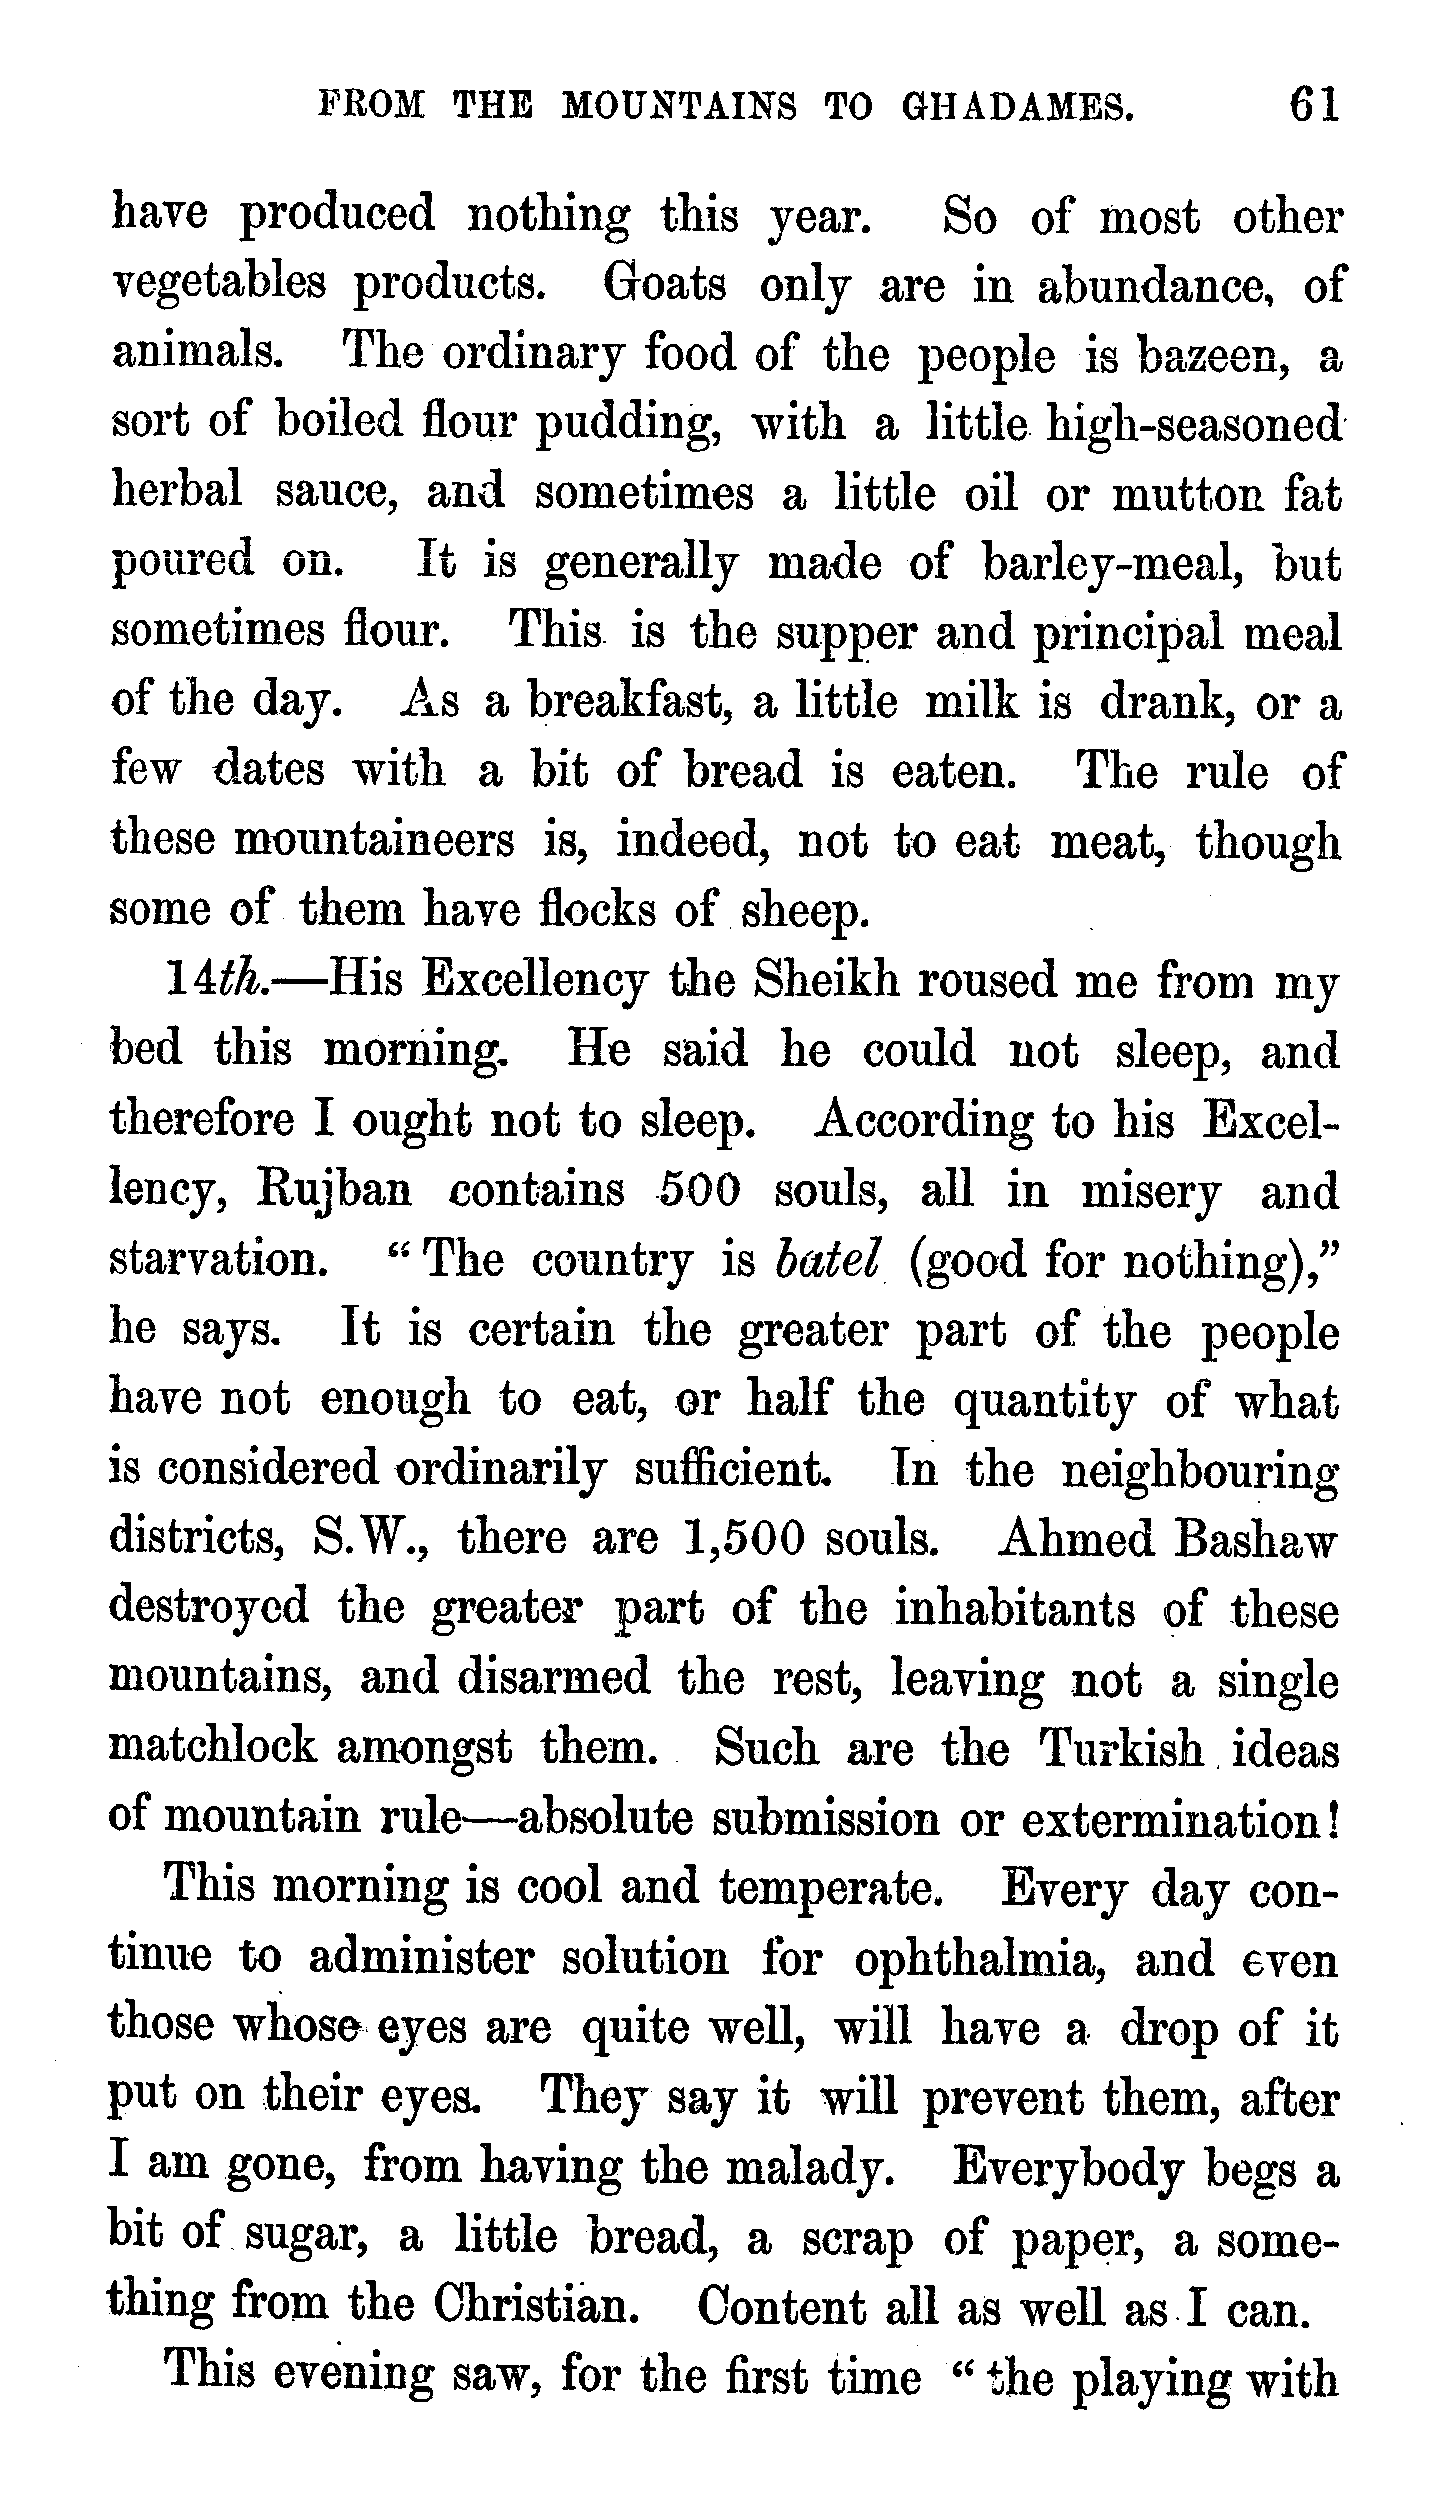 FROM THE MOUNTAINS TO GHADAMES. 61
have produced nothing this year. So of most other
vegetables products. Goats only are in abundance, of
animals. The ordinary food of the people is bazeen, a
sort of boiled flour pudding, with a little high-seasoned
herbal sauce, and sometimes a little oil or mutton fat
poured on. It is generally made of barley-meal, but
sometimes flour. This is the supper and principal meal
of the day. As a breakfast, a little milk is drank, or a
few dates with a bit of bread is eaten. The rule of
these mountaineers is, indeed, not to eat meat, though
some of them have flocks of sheep.
14th.—His Excellency the Sheikh roused me from my
bed this morning. He said he could not sleep, and
therefore I ought not to sleep. According to his Excel-
lency, Rujban contains 500 souls, all in misery and
starvation. “The country is batel (good for nothing),”
he says. It is certain the greater part of the people
have not enough to eat, or half the quantity of what
is considered ordinarily sufficient. In the neighbouring
districts, S.W., there are 1,500 souls. Ahmed Bashaw
destroyed the greater part of the inhabitants of these
mountains, and disarmed the rest, leaving not a single
matchlock amongst them. Such are the Turkish ideas
of mountain rule—absolute submission or extermination!
This morning is cool and temperate. Every day con-
tinue to administer solution for ophthalmia, and even
those whose eyes are quite well, will have a drop of it
put on their eyes. They say it will prevent them, after
I am gone, from having the malady. Everybody begs a
bit of sugar, a little bread, a scrap of paper, a some-
thing from the Christian. Content all as well as I can.
This evening saw, for the first time “the playing with